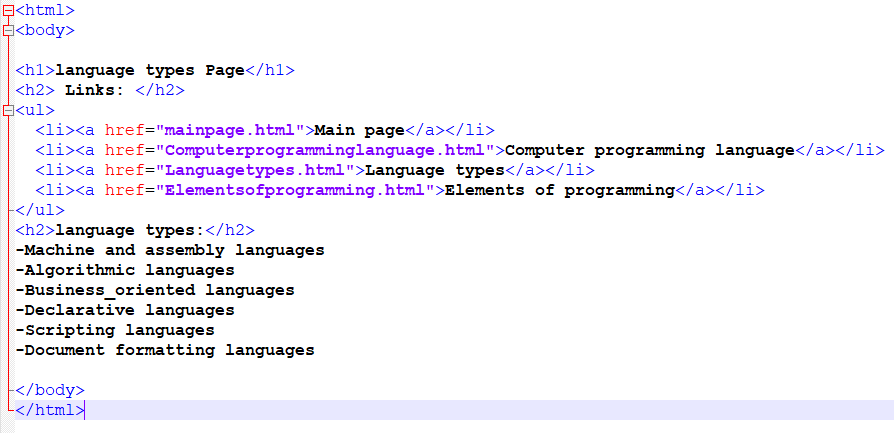 <html>
<body>
<h1>language types Page</h1>
<h2> Links: </h2>
<ul>
<li><a href="mainpage.html">Main page</a></li>
<li><a href="Computerprogramminglanguage.html">Computer programming language</a></li>
<li><a href="Languagetypes.html">Language types</a></li>
<li><a href="Elementsofprogramming.html">Elements of programming</a></li>
</ul>
<h2>language types:</h2>
-Machine and assembly languages
-Algorithmic languages
-Business_oriented languages
-Declarative languages
-Scripting languages
-Document formatting languages
</body>
</html>